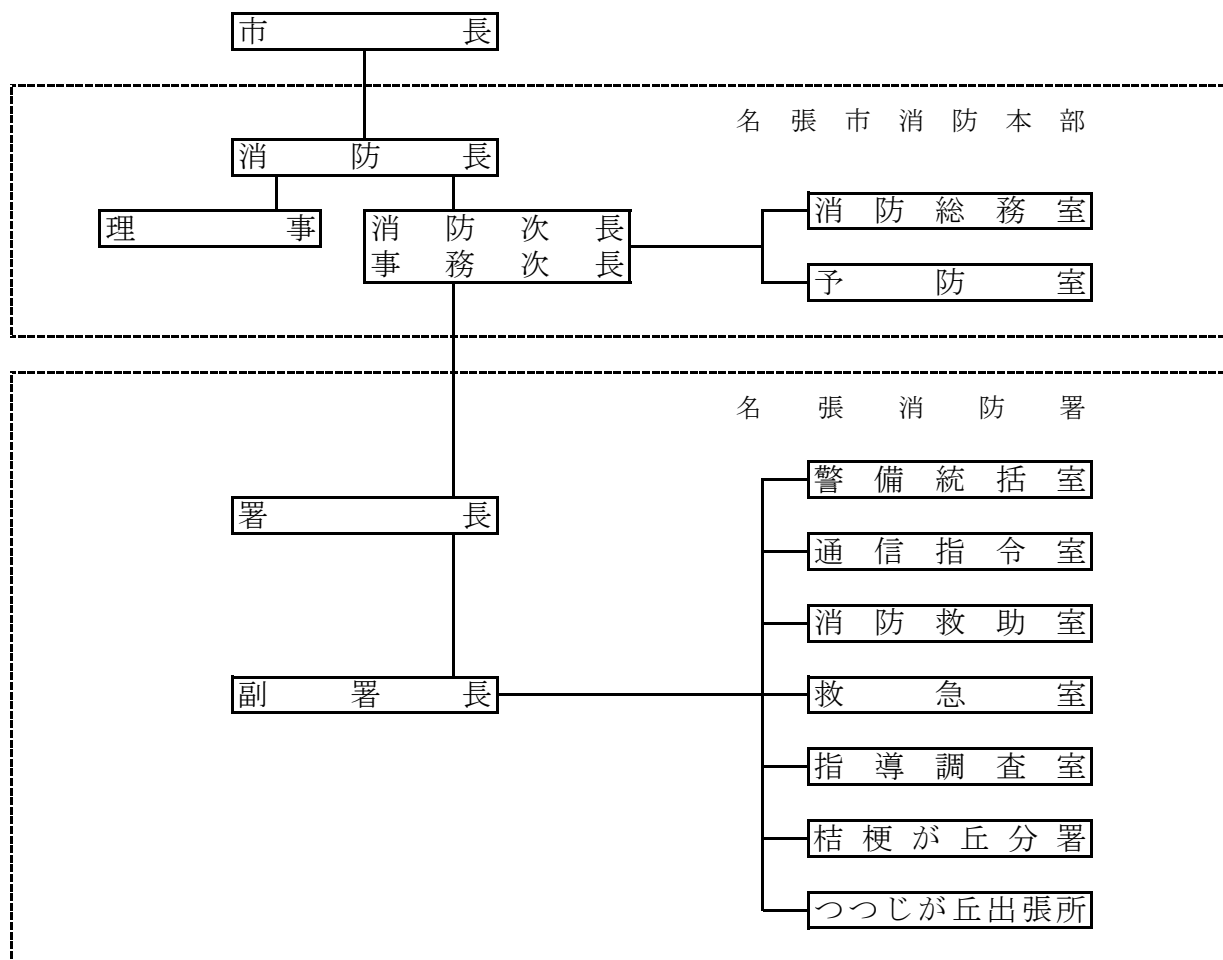 市長
名張市消防本部
消防長
理事
消防次長
事務次長
消防総務室
予防室
名張消防署
警備統括室
署長
通信指令室
消防救助室
副署長
救急室
指導調査室
桔梗が丘分署
つつじが丘出張所